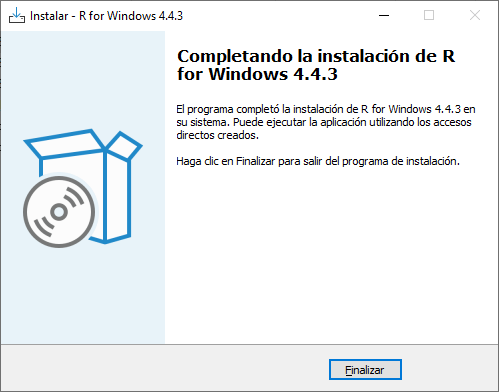 Instalar - R for Windows 4.4.3
Completando la instalación de R
for Windows 4.4.3
El programa completó la instalación de R for Windows 4.4.3 en
su sistema. Puede ejecutar la aplicación utilizando los accesos
directos creados.
Haga clic en Finalizar para salir del programa de instalación.
Finalizar